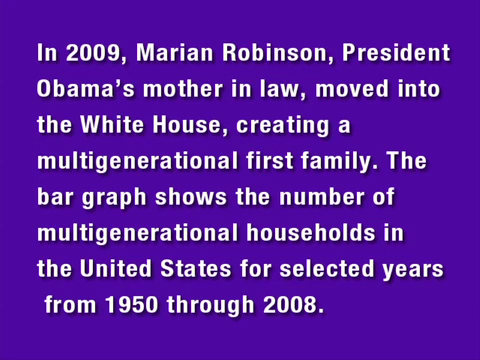 In 2009, Marian Robinson, President
Obama's mother in law, moved into
the White House, creating a
multigenerational first family. The
bar graph shows the number of
multigenerational households in
the United States for selected years
from 1950 through 2008.